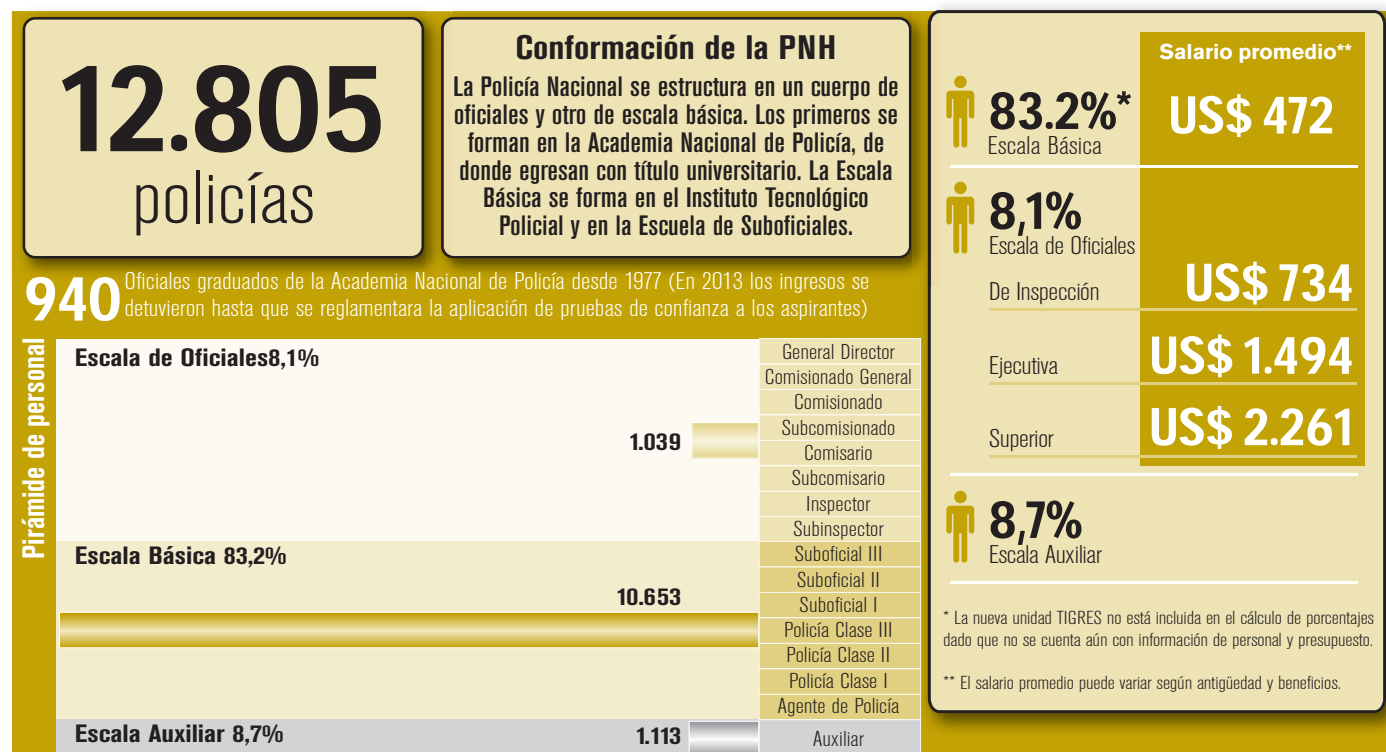 12.805
policías
Conformación de la PNH
La Policía Nacional se estructura en un cuerpo de
oficiales y otro de escala básica. Los primeros se
forman en la Academia Nacional de Policía, de
donde egresan con título universitario. La Escala
Básica se forma en el Instituto Tecnológico
Policial y en la Escuela de Suboficiales.
940
Oficiales graduados de la Academia Nacional de Policía desde 1977 (En 2013 los ingresos se
detuvieron hasta que se reglamentara la aplicación de pruebas de confianza a los aspirantes)
Pirámide de personal
Escala de Oficiales8,1%
1.039
General Director
Comisionado General
Comisionado
Subcomisionado
Comisario
Subcomisario
Inspector
Subinspector
Escala Básica 83,2%
10.653
Suboficial III
Suboficial II
Suboficial I
Policía Clase III
Policía Clase II
Policía Clase I
Agente de Policía
Escala Auxiliar 8,7%
1.113
Auxiliar
Salario promedio**
83.2%*
Escala Básica
US$ 472
8,1%
Escala de Oficiales
De Inspección
US$ 734
Ejecutiva
US$ 1.494
Superior
US$ 2.261
8,7%
Escala Auxiliar
* La nueva unidad TIGRES no está incluida en el cálculo de porcentajes
dado que no se cuenta aún con información de personal y presupuesto.
** El salario promedio puede variar según antigüedad y beneficios.